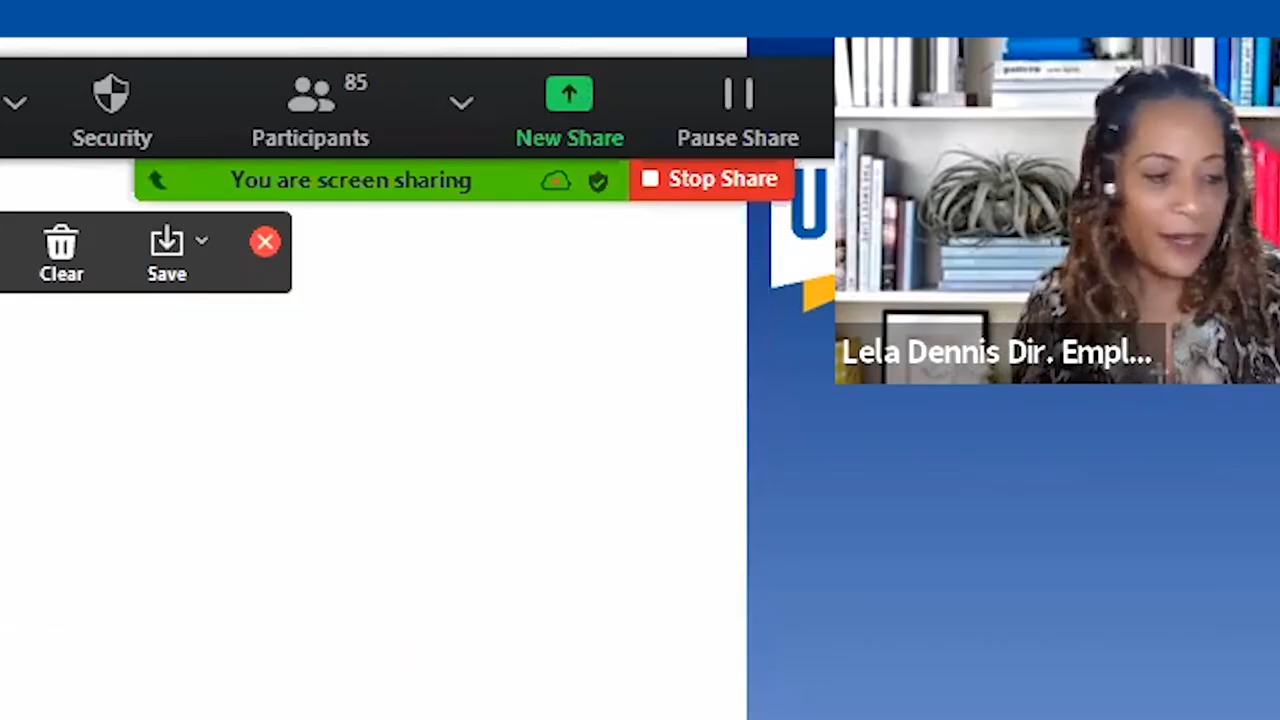 85
Security
Participants
New Share
Pause Share
You are screen sharing
Stop Share
U
Clear
Save
Lela Dennis Dir. Empl...